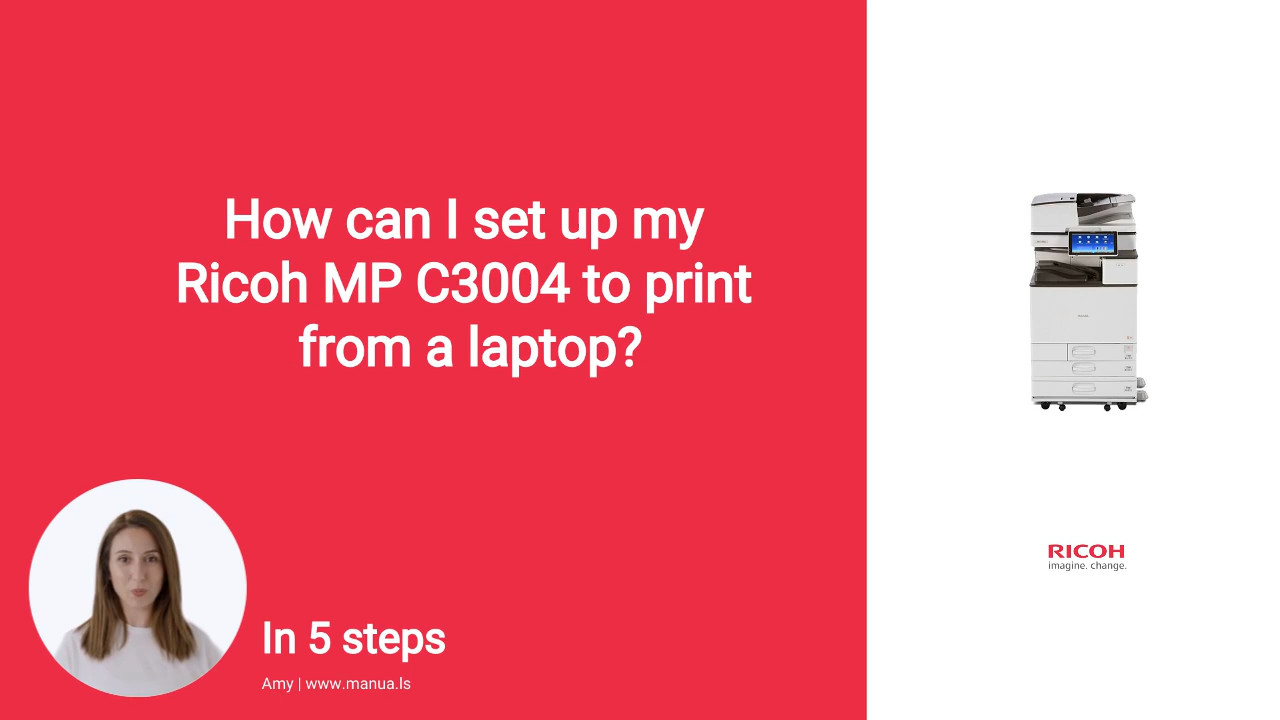 How can I set up my
Ricoh MP C3004 to print
from a laptop?
In 5 steps
Amy | www.manua.ls
RICOH
imagine. change.